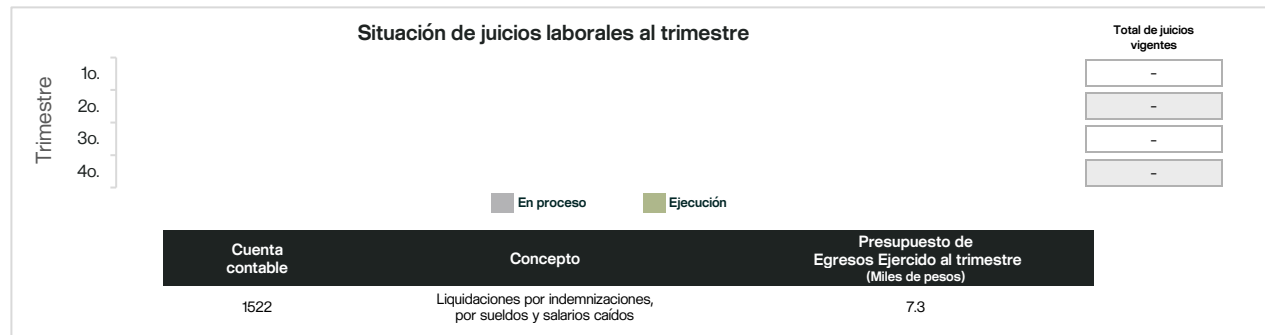 Situación de juicios laborales al trimestre
Total de juicios
vigentes
Trimestre
1o.
-
2o.
-
3o.
-
4o.
-
En proceso
Ejecución
Cuenta
contable
Concepto
Presupuesto de
Egresos Ejercido al trimestre
(Miles de pesos)
1522
Liquidaciones por indemnizaciones,
por sueldos y salarios caídos
7.3